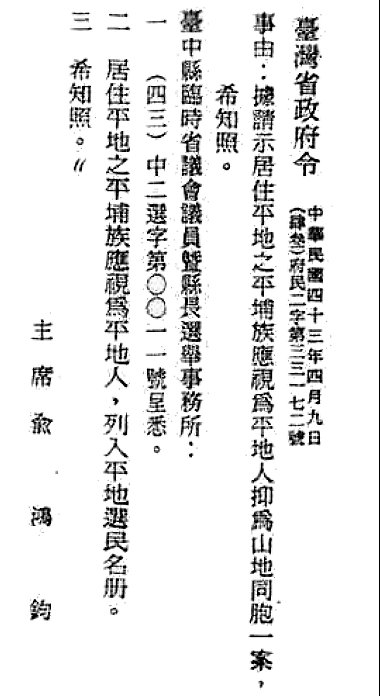 臺灣省政府令
中華民國四十三年四月九日
(肆叁)府民二字第三三一七二號
事由：據請示居住平地之平埔族應視爲平地人抑爲山地同胞一案，
希知照。
臺中縣臨時省議會議員曁縣長選舉事務所：
一 (四三)中二選字第〇〇一一號呈悉。
二 居住平地之平埔族應視爲平地人，列入平地選民名册。
三 希知照。〃
主席俞鴻鈞